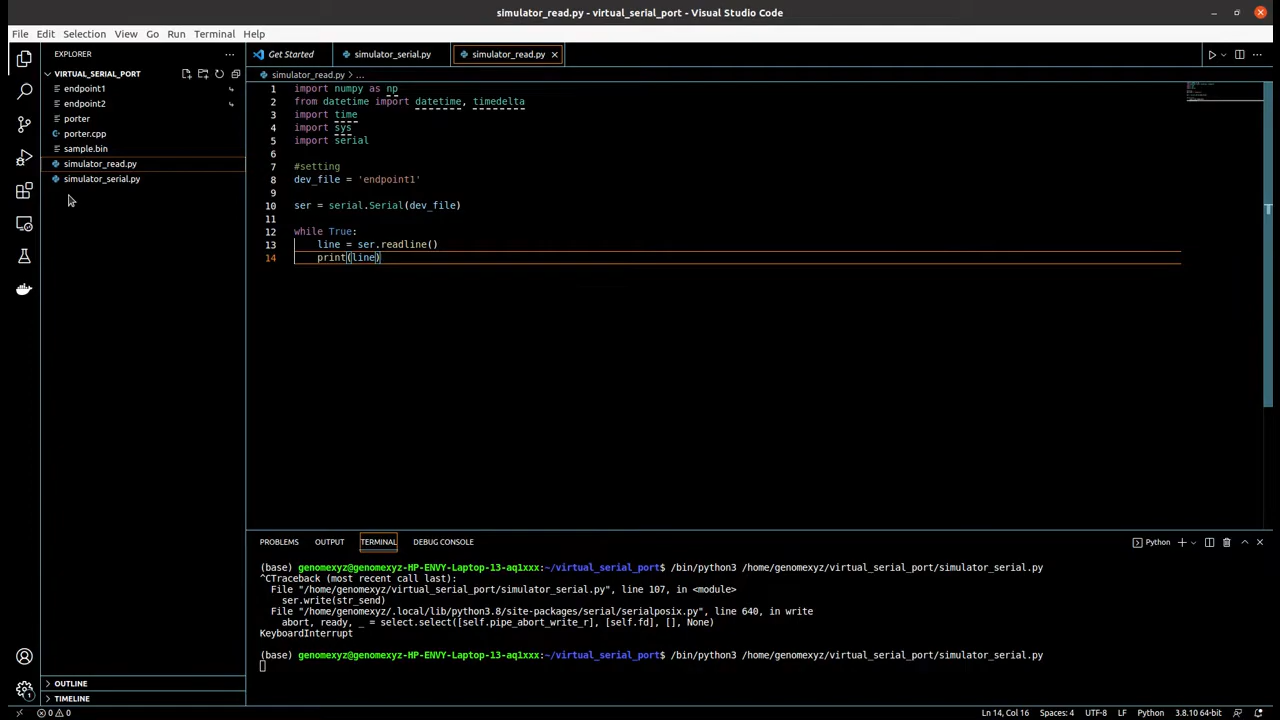 simulator_read.py - virtual_serial_port - Visual Studio Code
File Edit Selection View Go Run Terminal Help
EXPLORER
VIRTUAL_SERIAL_PORT
endpoint1
endpoint2
porter
porter.cpp
sample.bin
simulator_read.py
simulator_serial.py
OUTLINE
TIMELINE
Get Started simulator_serial.py simulator_read.py
simulator_read.py > ...
1 import numpy as np
2 from datetime import datetime, timedelta
3 import time
4 import sys
5 import serial
6
7 #setting
8 dev_file = 'endpoint1'
9
10 ser = serial.Serial(dev_file)
11
12 while True:
13 line = ser.readline()
14 print(line)
PROBLEMS OUTPUT TERMINAL DEBUG CONSOLE
Python
(base) genomexyz@genomexyz-HP-ENVY-Laptop-13-aq1xxx:~/virtual_serial_port$ /bin/python3 /home/genomexyz/virtual_serial_port/simulator_serial.py
^CTraceback (most recent call last):
File "/home/genomexyz/virtual_serial_port/simulator_serial.py", line 107, in <module>
ser.write(str_send)
File "/home/genomexyz/.local/lib/python3.8/site-packages/serial/serialposix.py", line 640, in write
abort, ready, _ = select.select([self.pipe_abort_write_r], [self.fd], [], None)
KeyboardInterrupt
(base) genomexyz@genomexyz-HP-ENVY-Laptop-13-aq1xxx:~/virtual_serial_port$ /bin/python3 /home/genomexyz/virtual_serial_port/simulator_serial.py
1
0 0
Ln 14, Col 16 Spaces: 4 UTF-8 LF Python 3.8.10 64-bit